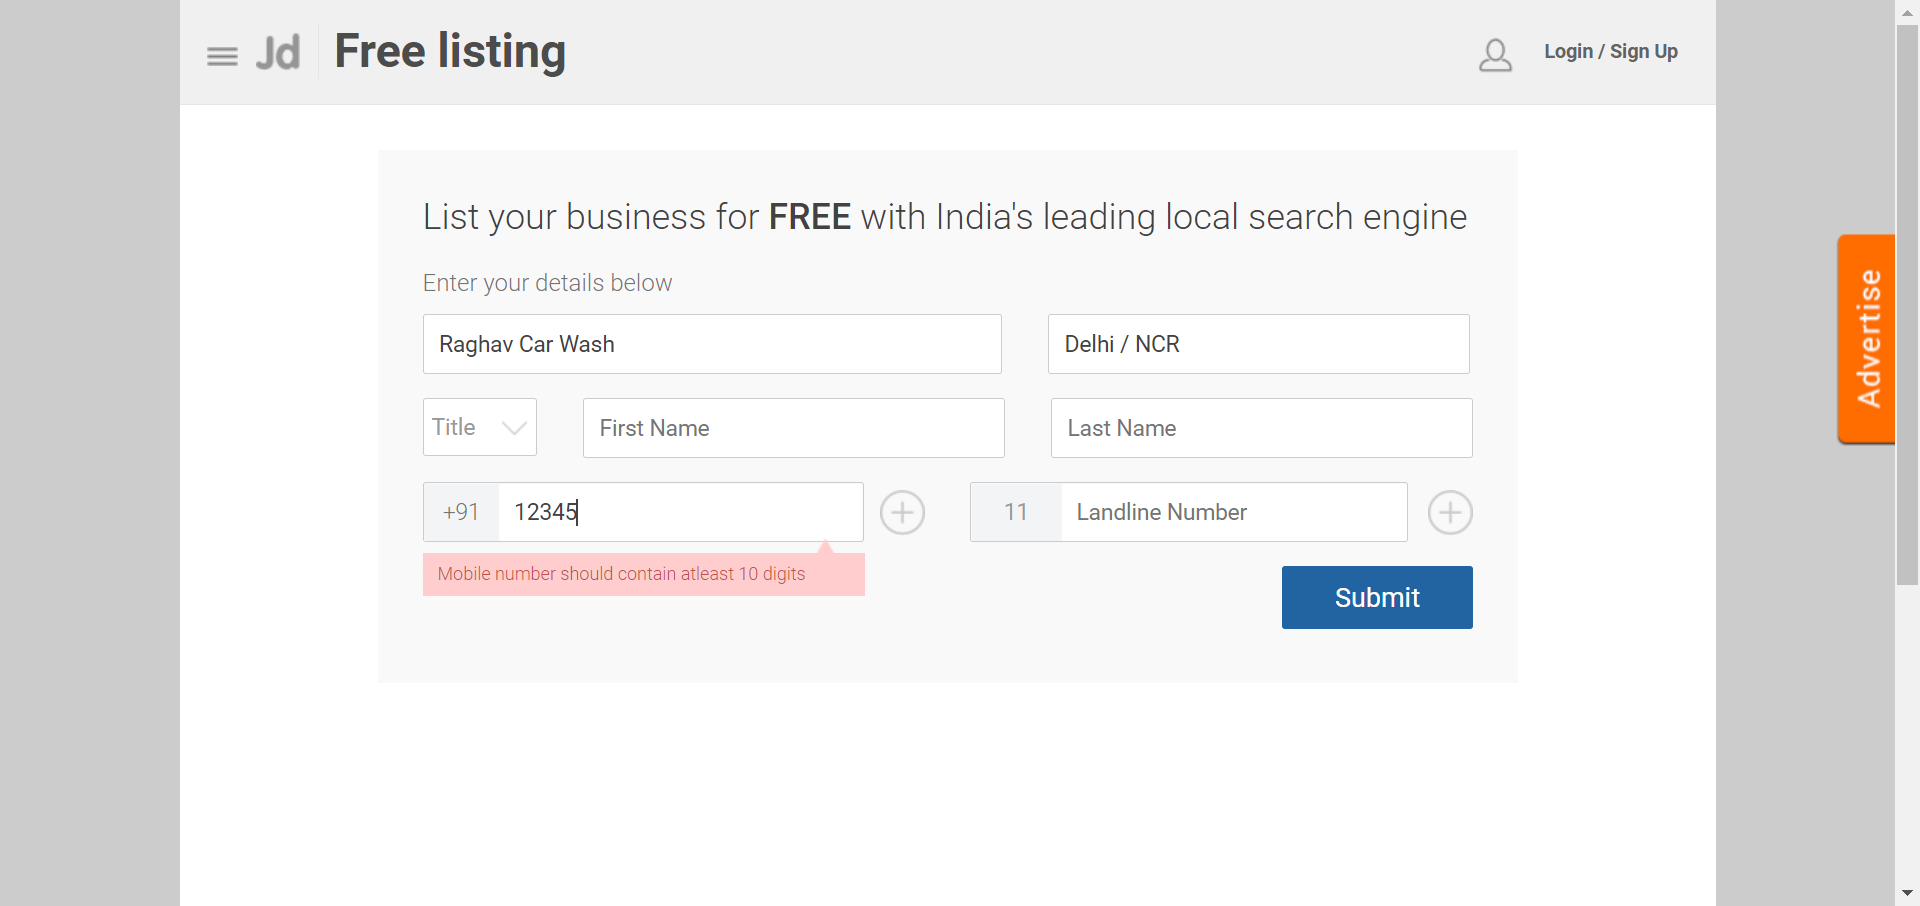 Jd Free listing
Login / Sign Up
List your business for FREE with India's leading local search engine
Enter your details below
Raghav Car Wash
Delhi / NCR
Title
First Name
Last Name
+91 12345
11 Landline Number
Mobile number should contain atleast 10 digits
Submit
Advertise